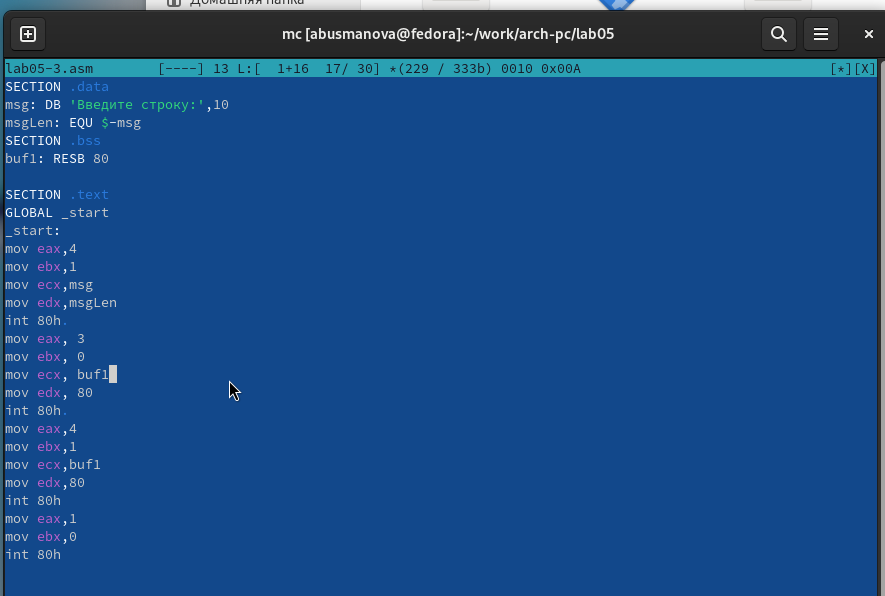 Домашняя папка
mc [abusmanova@fedora]:~/work/arch-pc/lab05
lab05-3.asm [----] 13 L:[ 1+16 17/ 30] *(229 / 333b) 0010 0x00A [*][X]
SECTION .data
msg: DB 'Введите строку:',10
msgLen: EQU $-msg
SECTION .bss
buf1: RESB 80
SECTION .text
GLOBAL _start
_start:
mov eax,4
mov ebx,1
mov ecx,msg
mov edx,msgLen
int 80h.
mov eax, 3
mov ebx, 0
mov ecx, buf1
mov edx, 80
int 80h.
mov eax,4
mov ebx,1
mov ecx,buf1
mov edx,80
int 80h
mov eax,1
mov ebx,0
int 80h